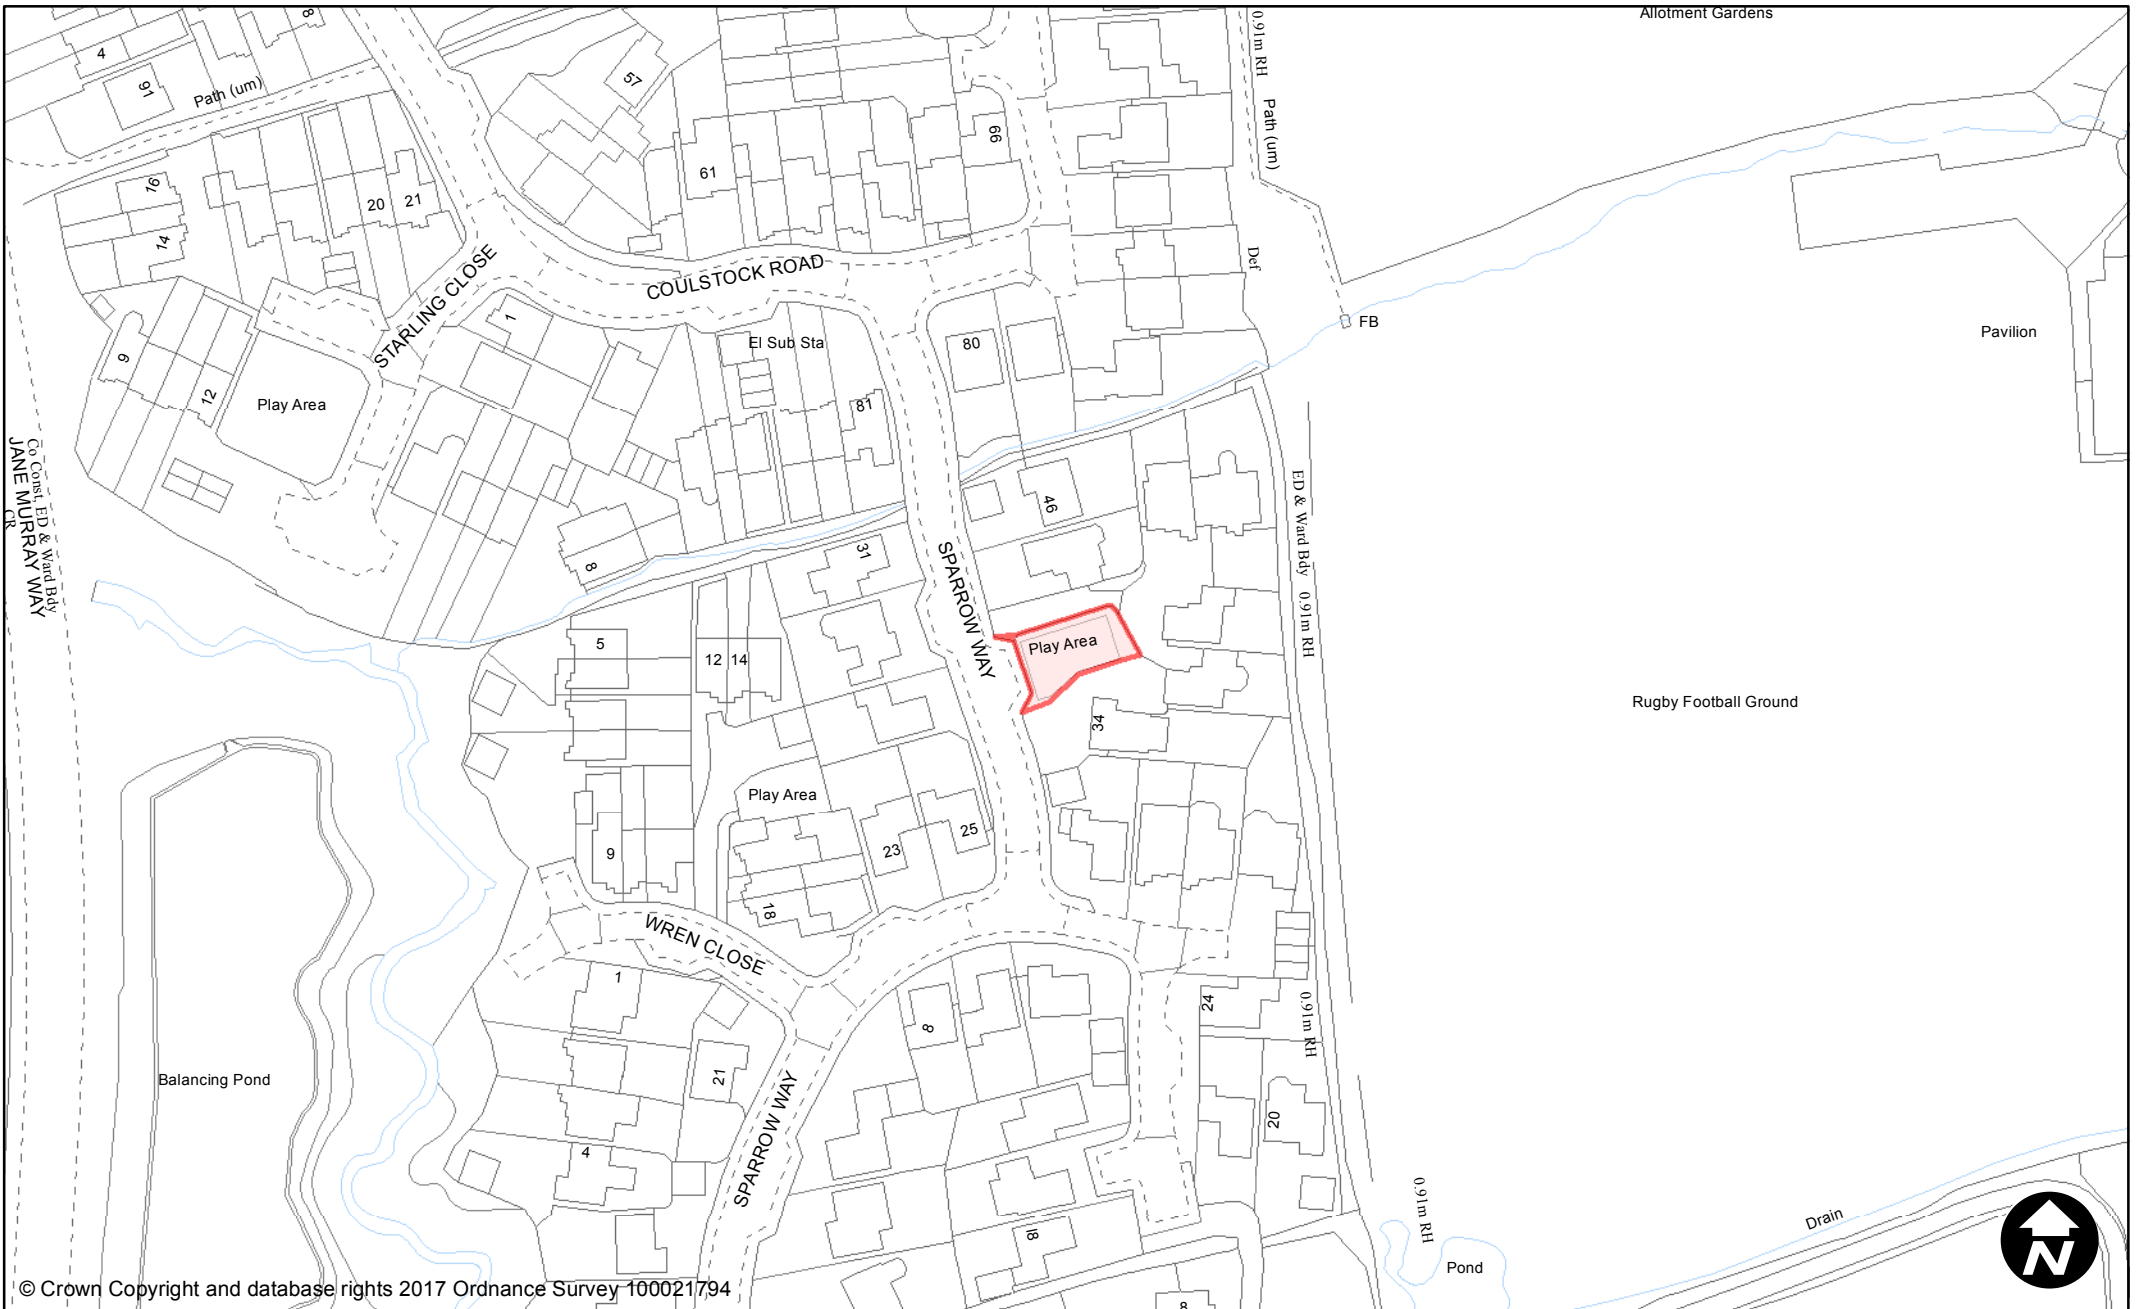 Allotment Gardens
8
4
91
Path (um)
57
0.91m RH
Path (um)
66
61
16
20
21
14
Def
STARLING CLOSE
COULSTOCK ROAD
1
FB
El Sub Sta
80
Pavilion
9
12
Play Area
81
Co Const, ED & Ward Bdy
JANE MURRAY WAY
CR
46
ED & Ward Bdy
31
8
SPARROW WAY
0.91m RH
5
12
14
Play Area
Rugby Football Ground
34
Play Area
25
23
9
18
WREN CLOSE
1
24
0.91m RH
8
21
Balancing Pond
SPARROW WAY
20
4
0.91m RH
18
Drain
N
Pond
8
© Crown Copyright and database rights 2017 Ordnance Survey 100021794